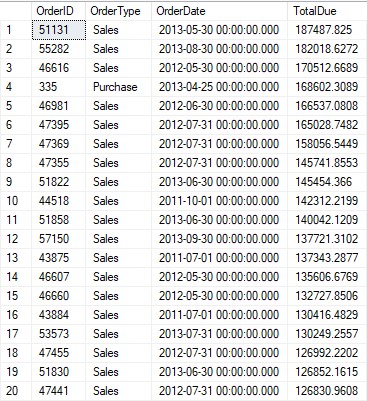 OrderID OrderType OrderDate TotalDue
1 51131 Sales 2013-05-30 00:00:00.000 187487.825
2 55282 Sales 2013-08-30 00:00:00.000 182018.6272
3 46616 Sales 2012-05-30 00:00:00.000 170512.6689
4 335 Purchase 2013-04-25 00:00:00.000 168602.3089
5 46981 Sales 2012-06-30 00:00:00.000 166537.0808
6 47395 Sales 2012-07-31 00:00:00.000 165028.7482
7 47369 Sales 2012-07-31 00:00:00.000 158056.5449
8 47355 Sales 2012-07-31 00:00:00.000 145741.8553
9 51822 Sales 2013-06-30 00:00:00.000 145454.366
10 44518 Sales 2011-10-01 00:00:00.000 142312.2199
11 51858 Sales 2013-06-30 00:00:00.000 140042.1209
12 57150 Sales 2013-09-30 00:00:00.000 137721.3102
13 43875 Sales 2011-07-01 00:00:00.000 137343.2877
14 46607 Sales 2012-05-30 00:00:00.000 135606.6769
15 46660 Sales 2012-05-30 00:00:00.000 132727.8506
16 43884 Sales 2011-07-01 00:00:00.000 130416.4829
17 53573 Sales 2013-07-31 00:00:00.000 130249.2557
18 47455 Sales 2012-07-31 00:00:00.000 126992.2202
19 51830 Sales 2013-06-30 00:00:00.000 126852.1615
20 47441 Sales 2012-07-31 00:00:00.000 126830.9608